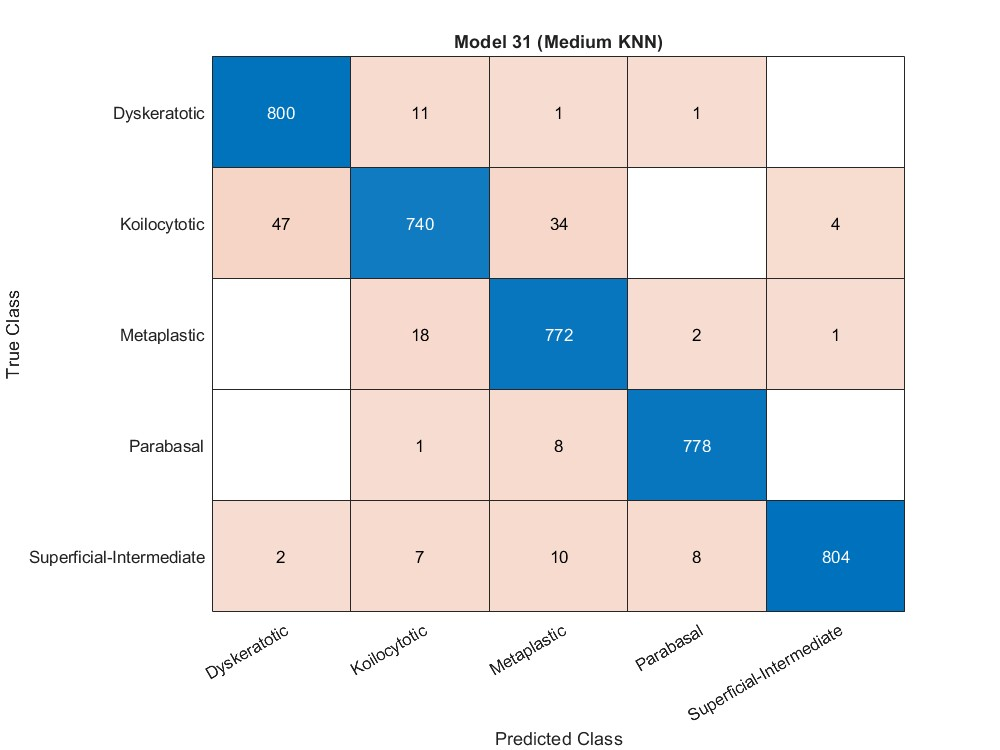 Model 31 (Medium KNN)
True Class
Dyskeratotic 800 11 1 1
Koilocytotic 47 740 34 4
Metaplastic 18 772 2 1
Parabasal 1 8 778
Superficial-Intermediate 2 7 10 8 804
Dyskeratotic Koilocytotic Metaplastic Parabasal Superficial-Intermediate
Predicted Class